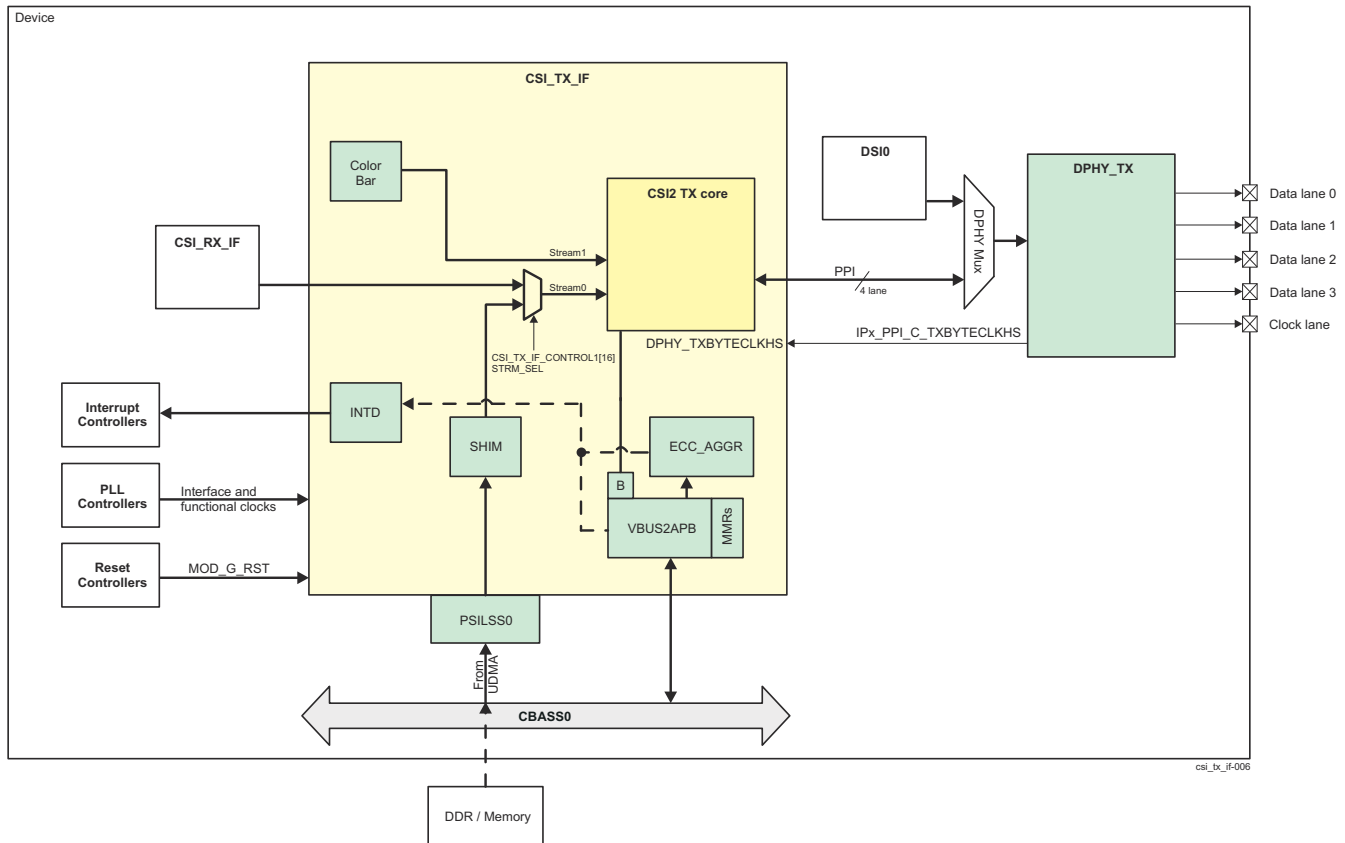 Device
CSI_TX_IF
Color
Bar
DSI0
DPHY_TX
CSI2 TX core
Data lane 0
Data lane 1
CSI_RX_IF
DPHY Mux
Stream1
Data lane 2
PPI
4 lane
Stream0
Data lane 3
Clock lane
IPx_PPI_C_TXBYTECLKHS
DPHY_TXBYTECLKHS
CSI_TX_IF_CONTROL1[16]
STRM_SEL
Interrupt
Controllers
INTD
SHIM
ECC_AGGR
PLL
Controllers
Interface and
functional clocks
B
VBUS2APB
MMRs
Reset
Controllers
MOD_G_RST
PSILSS0
From
UDMA
CBASS0
csi_tx_if-006
DDR / Memory